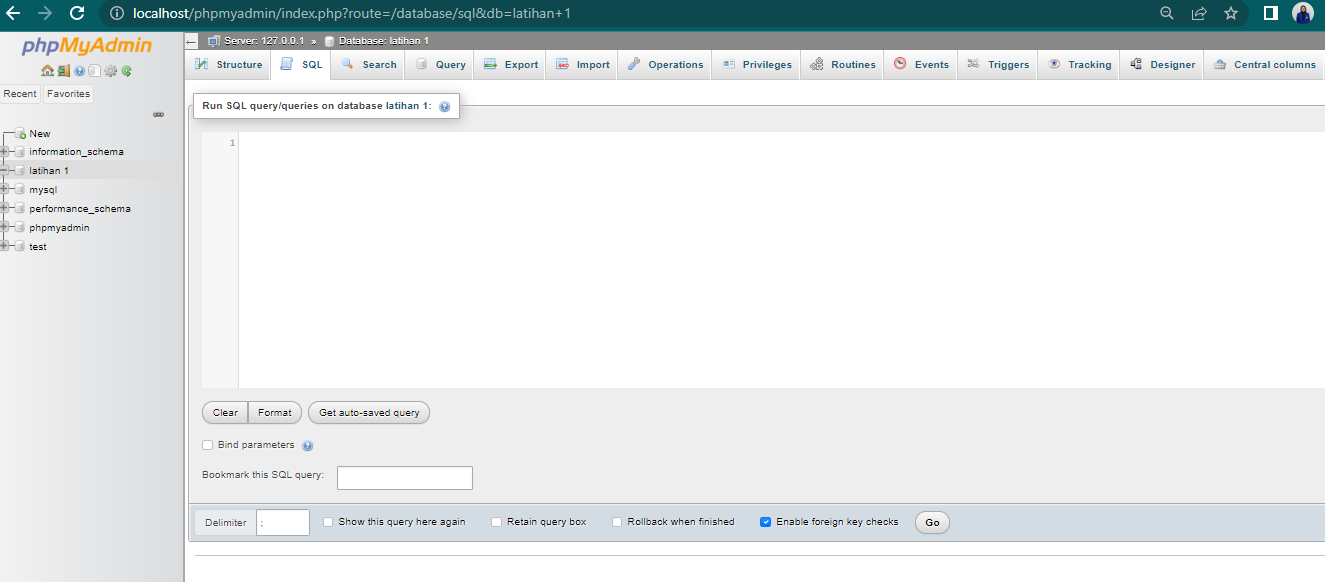 localhost/phpmyadmin/index.php?route=/database/sql&db=latihan+1
phpMyAdmin
Recent Favorites
New
information_schema
latihan 1
mysql
performance_schema
phpmyadmin
test
Server: 127.0.0.1 » Database: latihan 1
Structure SQL Search Query Export Import Operations Privileges Routines Events Triggers Tracking Designer Central columns
Run SQL query/queries on database latihan 1:
1
Clear Format Get auto-saved query
Bind parameters
Bookmark this SQL query:
Delimiter ; Show this query here again Retain query box Rollback when finished Enable foreign key checks Go